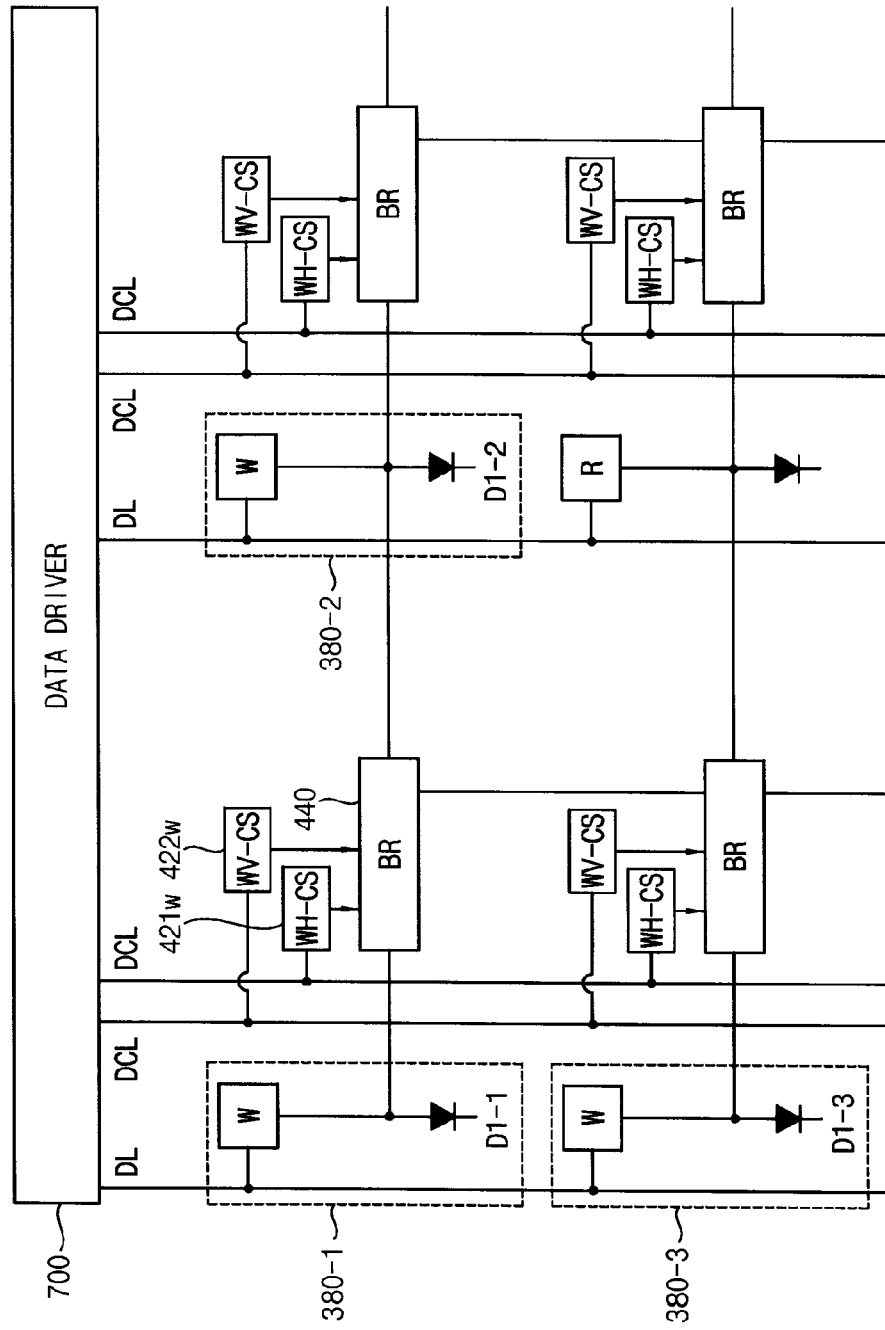 700
DATA DRIVER
DL
DCL
DCL
DL
DCL
DCL
380-1
W
D1-1
421w
422w
WH-CS
WV-CS
440
BR
380-2
W
D1-2
WH-CS
WV-CS
BR
380-3
W
D1-3
WH-CS
WV-CS
BR
R
WH-CS
WV-CS
BR